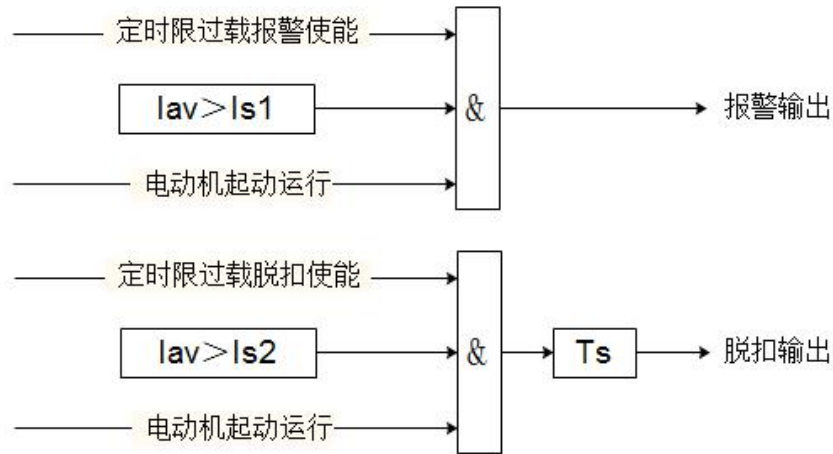 定时限过载报警使能
Iav>Is1
&
报警输出
电动机起动运行
定时限过载脱扣使能
Iav>Is2
&
Ts
脱扣输出
电动机起动运行